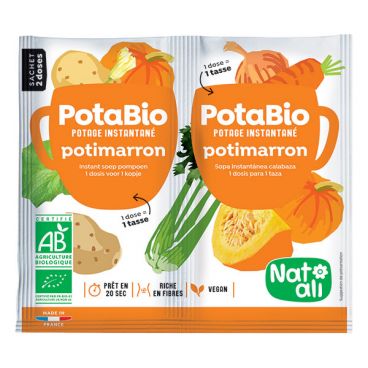 SACHET
2 doses
PotaBio
POTAGE INSTANTANÉ
potimarron
Instant soep pompoen
1 dosis voor 1 kopje
1 dose =
1 tasse
CERTIFIÉ
AB
AGRICULTURE
BIOLOGIQUE
MADE IN
FRANCE
1 dose =
1 tasse
PotaBio
POTAGE INSTANTANÉ
potimarron
Sopa instantánea calabaza
1 dosis para 1 taza
PRÊT EN
20 SEC
RICHE
EN FIBRES
VEGAN
Nat
ali
Suggestion de présentation